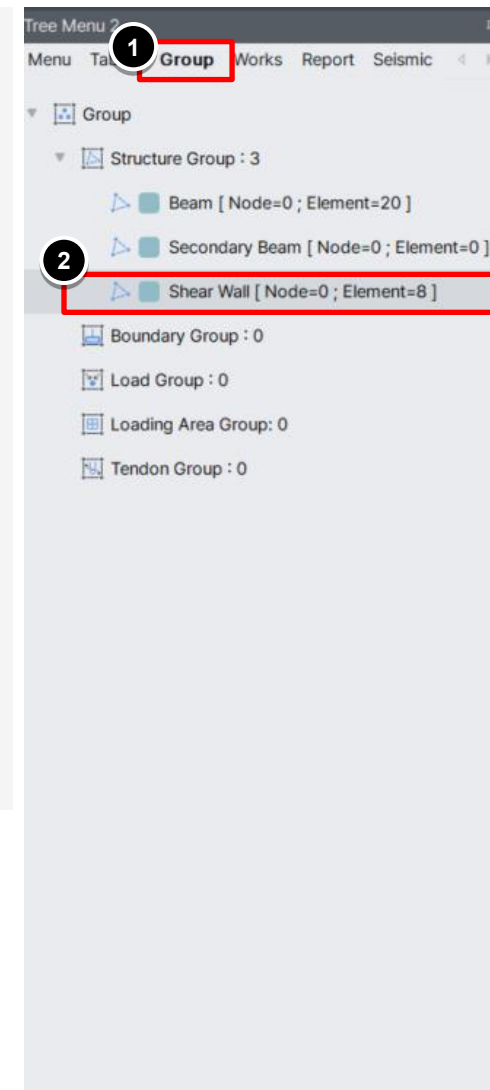 Tree Menu 2
1
Menu Ta Group Works Report Seismic
Group
Structure Group : 3
Beam [ Node=0 ; Element=20 ]
Secondary Beam [ Node=0 ; Element=0 ]
2
Shear Wall [ Node=0 ; Element=8 ]
Boundary Group : 0
Load Group : 0
Loading Area Group: 0
Tendon Group : 0